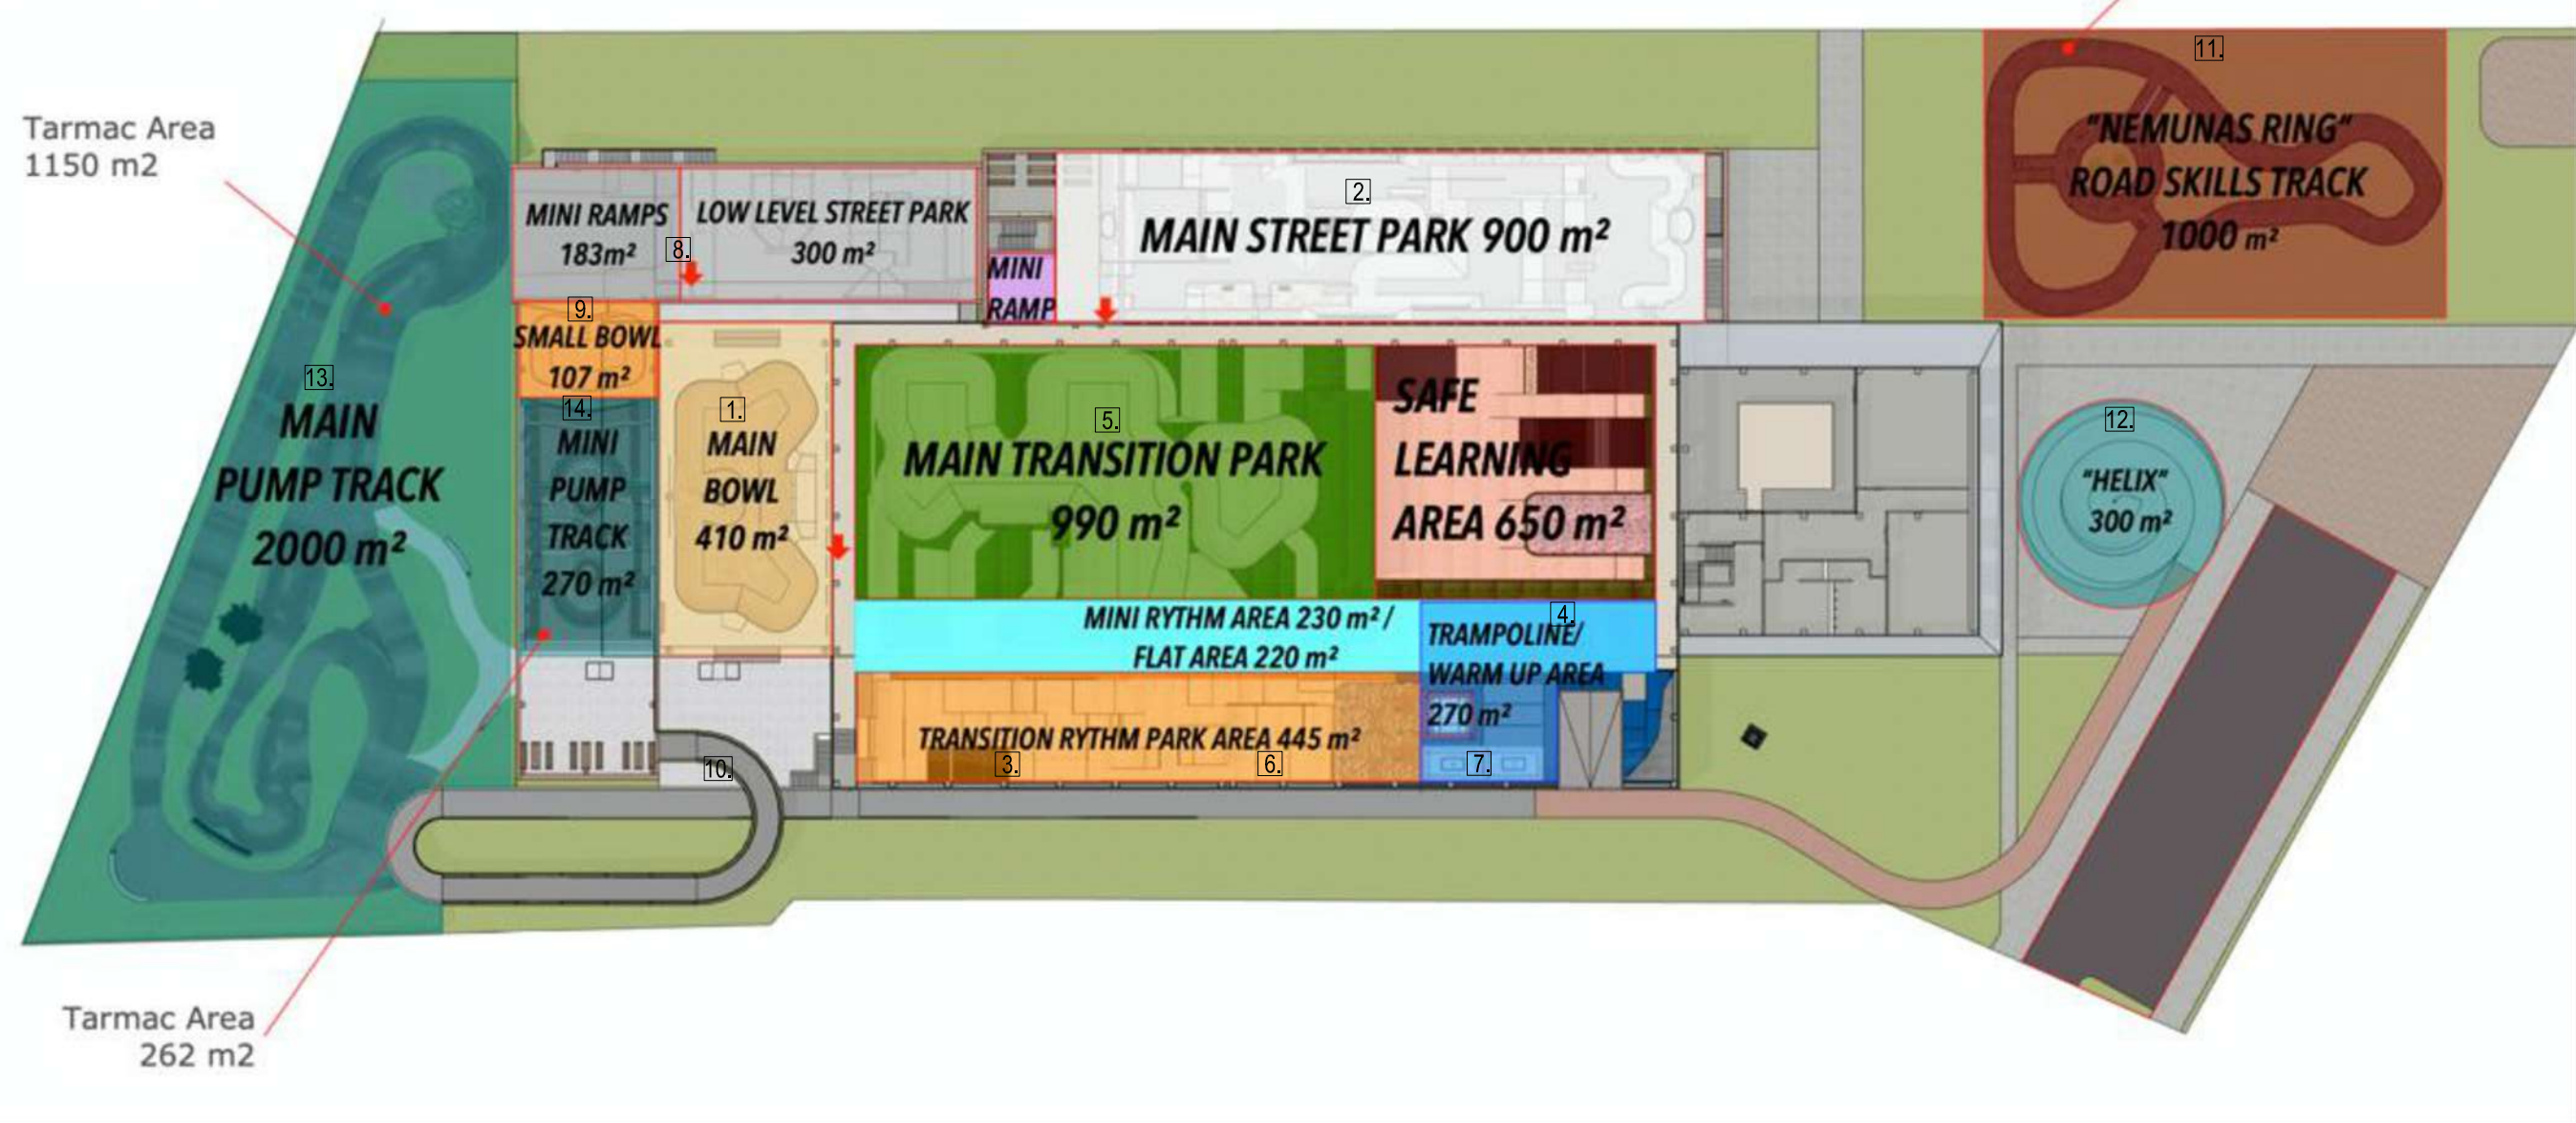 Tarmac Area
1150 m2
13.
MAIN
PUMP TRACK
2000 m²
MINI RAMPS
183m²
8.
LOW LEVEL STREET PARK
300 m²
MINI
RAMP
2.
MAIN STREET PARK 900 m²
11.
"NEMUNAS RING"
ROAD SKILLS TRACK
1000 m²
9.
SMALL BOWL
107 m²
14.
MINI
PUMP
TRACK
270 m²
1.
MAIN
BOWL
410 m²
5.
MAIN TRANSITION PARK
990 m²
SAFE
LEARNING
AREA 650 m²
12.
"HELIX"
300 m²
MINI RYTHM AREA 230 m² /
FLAT AREA 220 m²
4.
TRAMPOLINE/
WARM UP AREA
270 m²
7.
TRANSITION RYTHM PARK AREA 445 m²
3.
6.
10.
Tarmac Area
262 m2